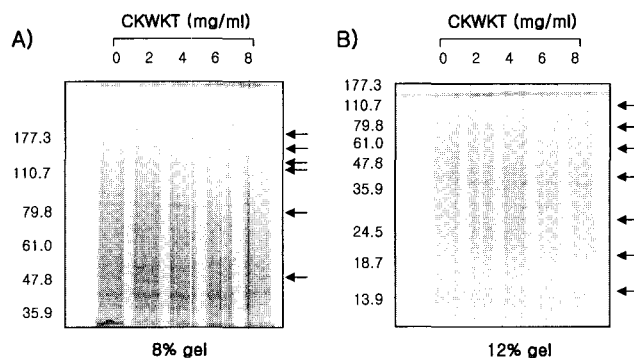 CKWKT (mg/ml)
A)
0 2 4 6 8
177.3
110.7
79.8
61.0
47.8
35.9
8% gel
CKWKT (mg/ml)
B)
0 2 4 6 8
177.3
110.7
79.8
61.0
47.8
35.9
24.5
18.7
13.9
12% gel